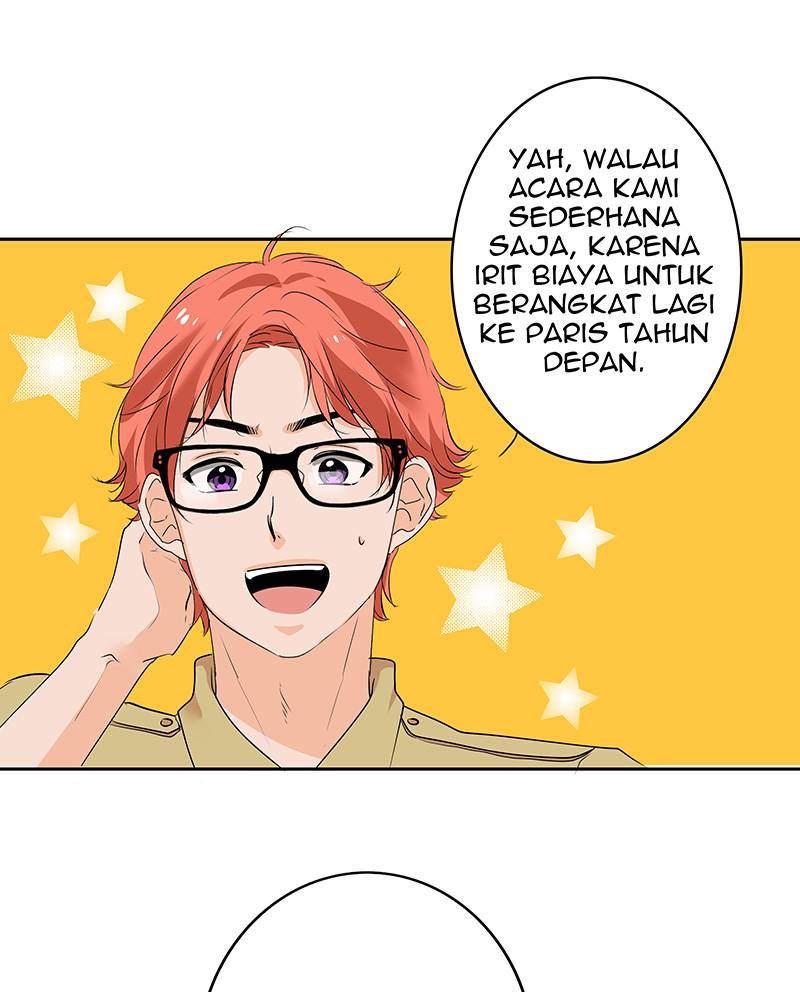 YAH, WALAU
ACARA KAMI
SEDERHANA
SAJA, KARENA
IRIT BIAYA UNTUK
BERANGKAT LAGI
KE PARIS TAHUN
DEPAN.